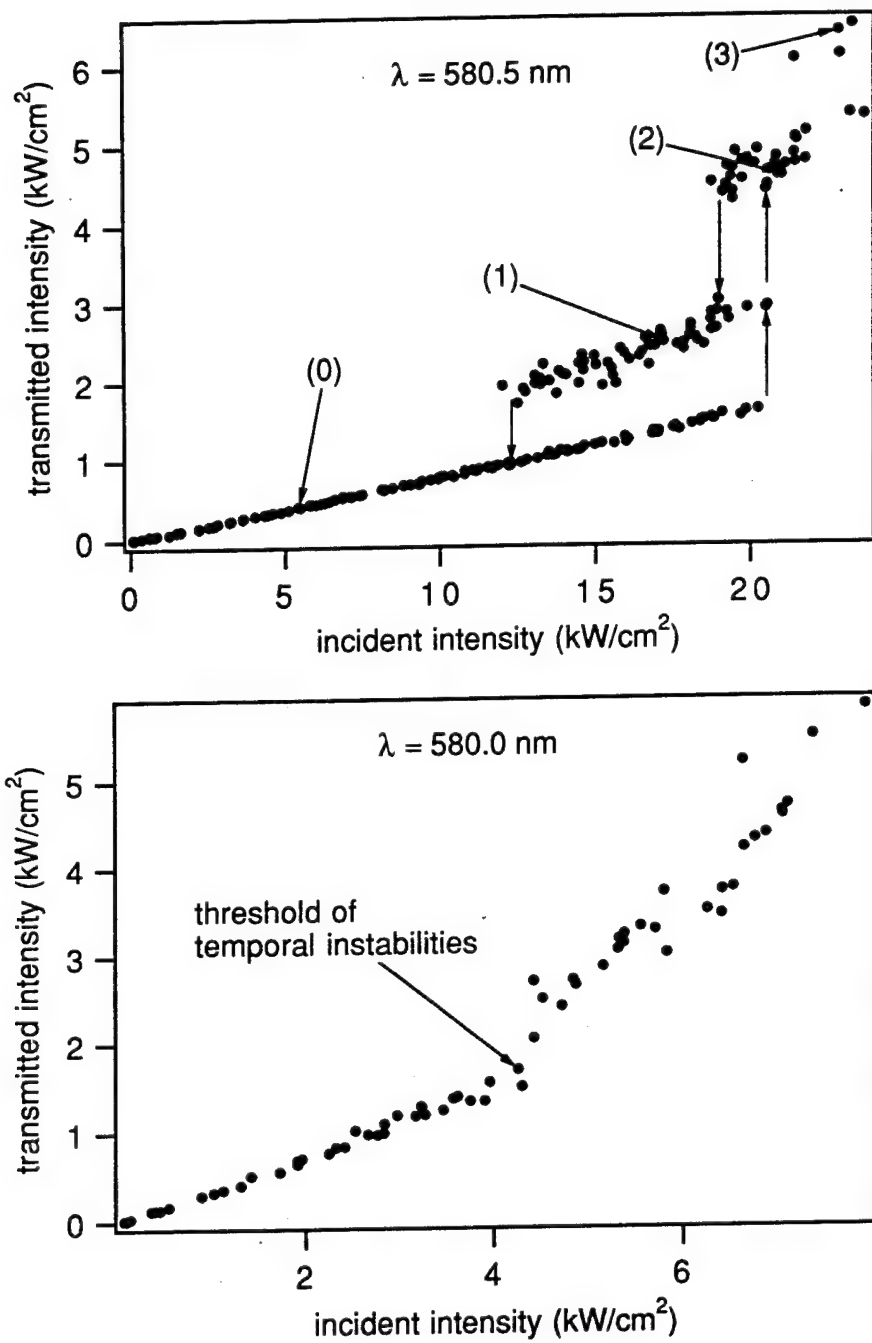 λ = 580.5 nm
(3)
(2)
(1)
(0)
transmitted intensity (kW/cm²)
6
5
4
3
2
1
0
0 5 10 15 20
incident intensity (kW/cm²)
λ = 580.0 nm
threshold of
temporal instabilities
transmitted intensity (kW/cm²)
5
4
3
2
1
0
2 4 6
incident intensity (kW/cm²)